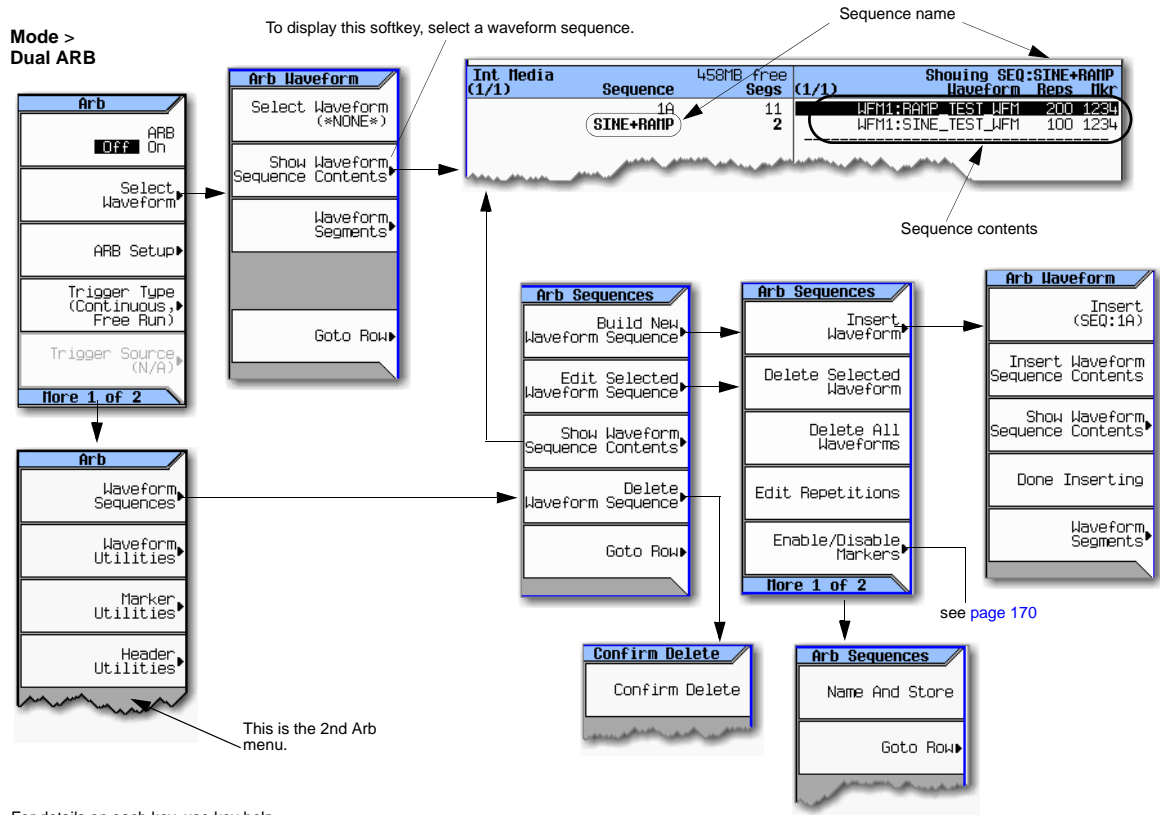 Mode >
Dual ARB
To display this softkey, select a waveform sequence.
Sequence name
Arb
ARB
Off On
Select
Waveform
ARB Setup
Trigger Type
(Continuous,
Free Run)
Trigger Source
(N/A)
More 1 of 2
Arb Waveform
Select Waveform
(*NONE*)
Show Waveform
Sequence Contents
Waveform
Segments
Goto Row
Int Media 458MB free
(1/1) Sequence Segs
1A 11
SINE+RAMP 2
Showing SEQ:SINE+RAMP
(1/1) Waveform Reps Mkr
WFM1:RAMP_TEST_WFM 200 1234
WFM1:SINE_TEST_WFM 100 1234
Sequence contents
Arb
Waveform
Sequences
Waveform
Utilities
Marker
Utilities
Header
Utilities
This is the 2nd Arb
menu.
Arb Sequences
Build New
Waveform Sequence
Edit Selected
Waveform Sequence
Show Waveform
Sequence Contents
Delete
Waveform Sequence
Goto Row
Arb Sequences
Insert
Waveform
Delete Selected
Waveform
Delete All
Waveforms
Edit Repetitions
Enable/Disable
Markers
More 1 of 2
see page 170
Arb Waveform
Insert
(SEQ:1A)
Insert Waveform
Sequence Contents
Show Waveform
Sequence Contents
Done Inserting
Waveform
Segments
Confirm Delete
Confirm Delete
Arb Sequences
Name And Store
Goto Row
For details on each key, use key help